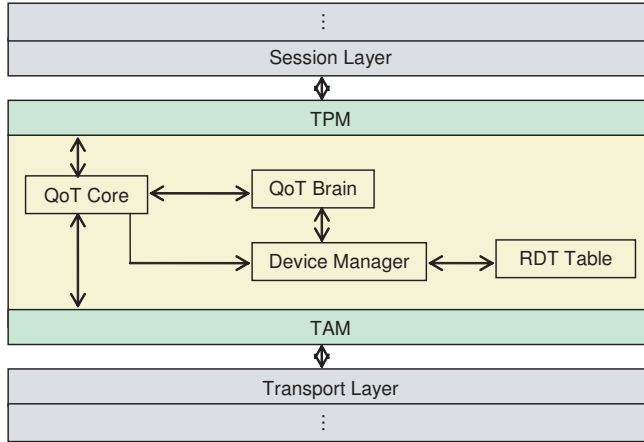 ⋮
Session Layer
TPM
QoT Core
QoT Brain
Device Manager
RDT Table
TAM
Transport Layer
⋮